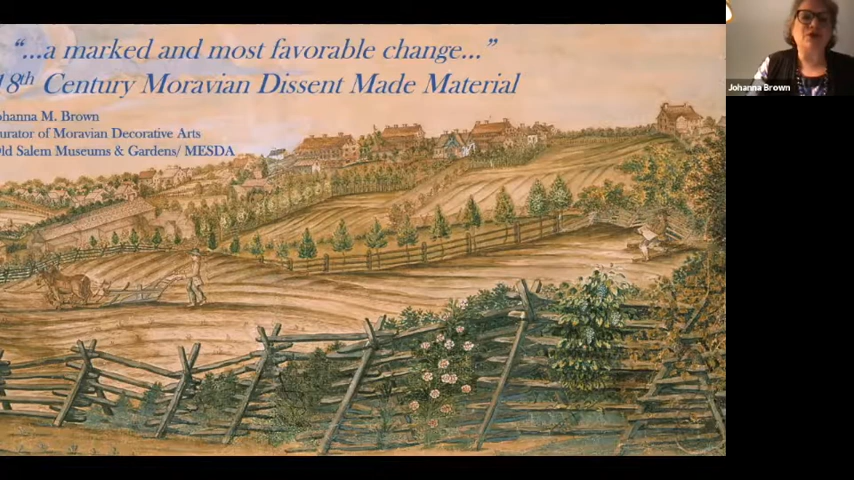 “...a marked and most favorable change...”
18th Century Moravian Dissent Made Material
ohanna M. Brown
urator of Moravian Decorative Arts
Old Salem Museums & Gardens/ MESDA
Johanna Brown